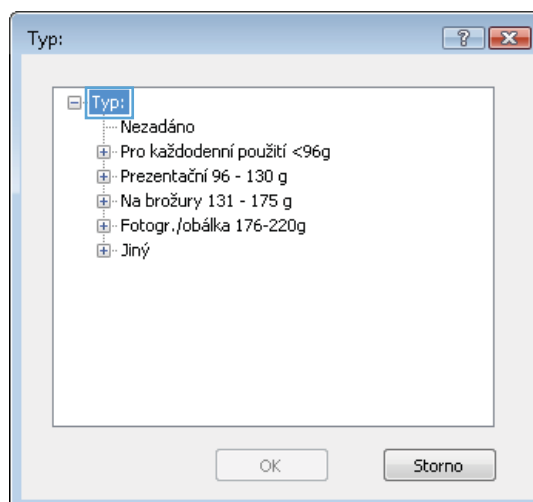 Typ:
Typ:
Nezadáno
Pro každodenní použití <96g
Prezentační 96 - 130 g
Na brožury 131 - 175 g
Fotogr./obálka 176-220g
Jiný
OK
Storno